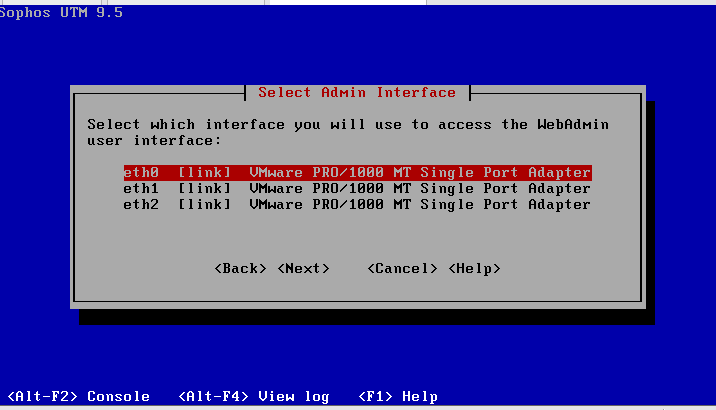 Sophos UTM 9.5
Select Admin Interface
Select which interface you will use to access the WebAdmin
user interface:
eth0 [link] VMware PRO/1000 MT Single Port Adapter
eth1 [link] VMware PRO/1000 MT Single Port Adapter
eth2 [link] VMware PRO/1000 MT Single Port Adapter
<Back> <Next> <Cancel> <Help>
<Alt-F2> Console <Alt-F4> View log <F1> Help